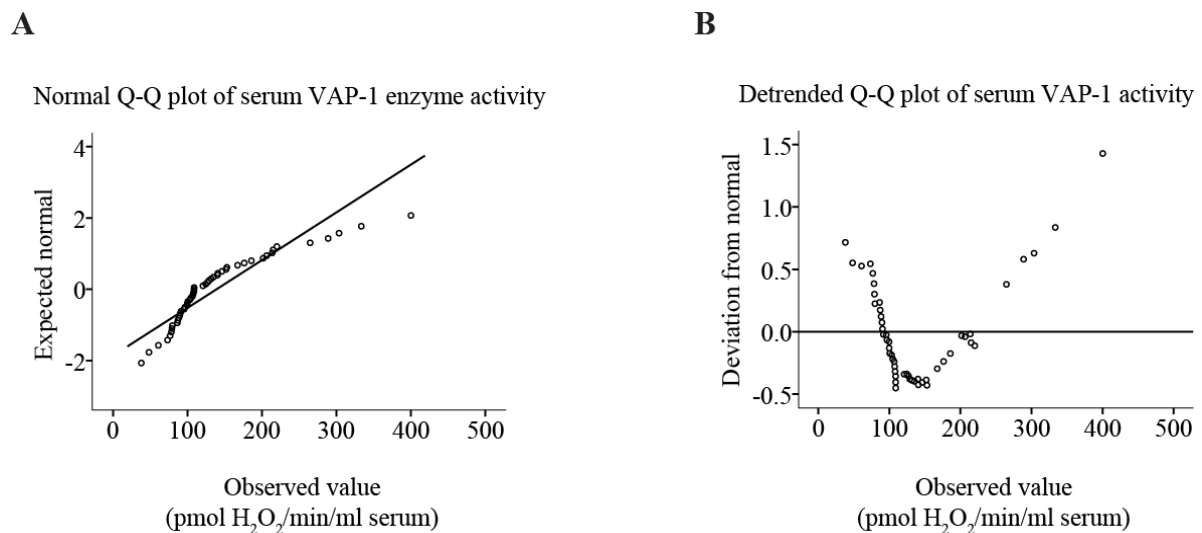 A
Normal Q-Q plot of serum VAP-1 enzyme activity
Expected normal
4
2
0
-2
0 100 200 300 400 500
Observed value
(pmol H₂O₂/min/ml serum)
B
Detrended Q-Q plot of serum VAP-1 activity
Deviation from normal
1.5
1.0
0.5
0.0
-0.5
0 100 200 300 400 500
Observed value
(pmol H₂O₂/min/ml serum)